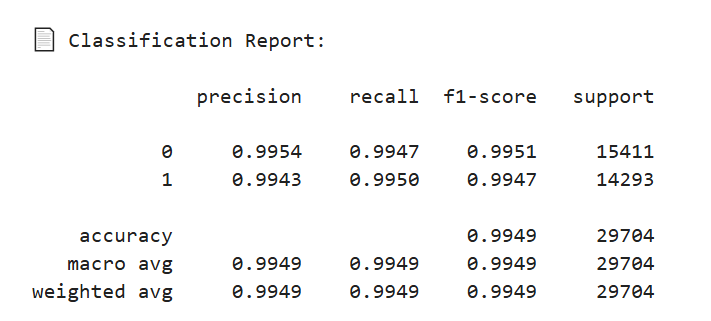 📄 Classification Report:
precision recall f1-score support
0 0.9954 0.9947 0.9951 15411
1 0.9943 0.9950 0.9947 14293
accuracy 0.9949 29704
macro avg 0.9949 0.9949 0.9949 29704
weighted avg 0.9949 0.9949 0.9949 29704